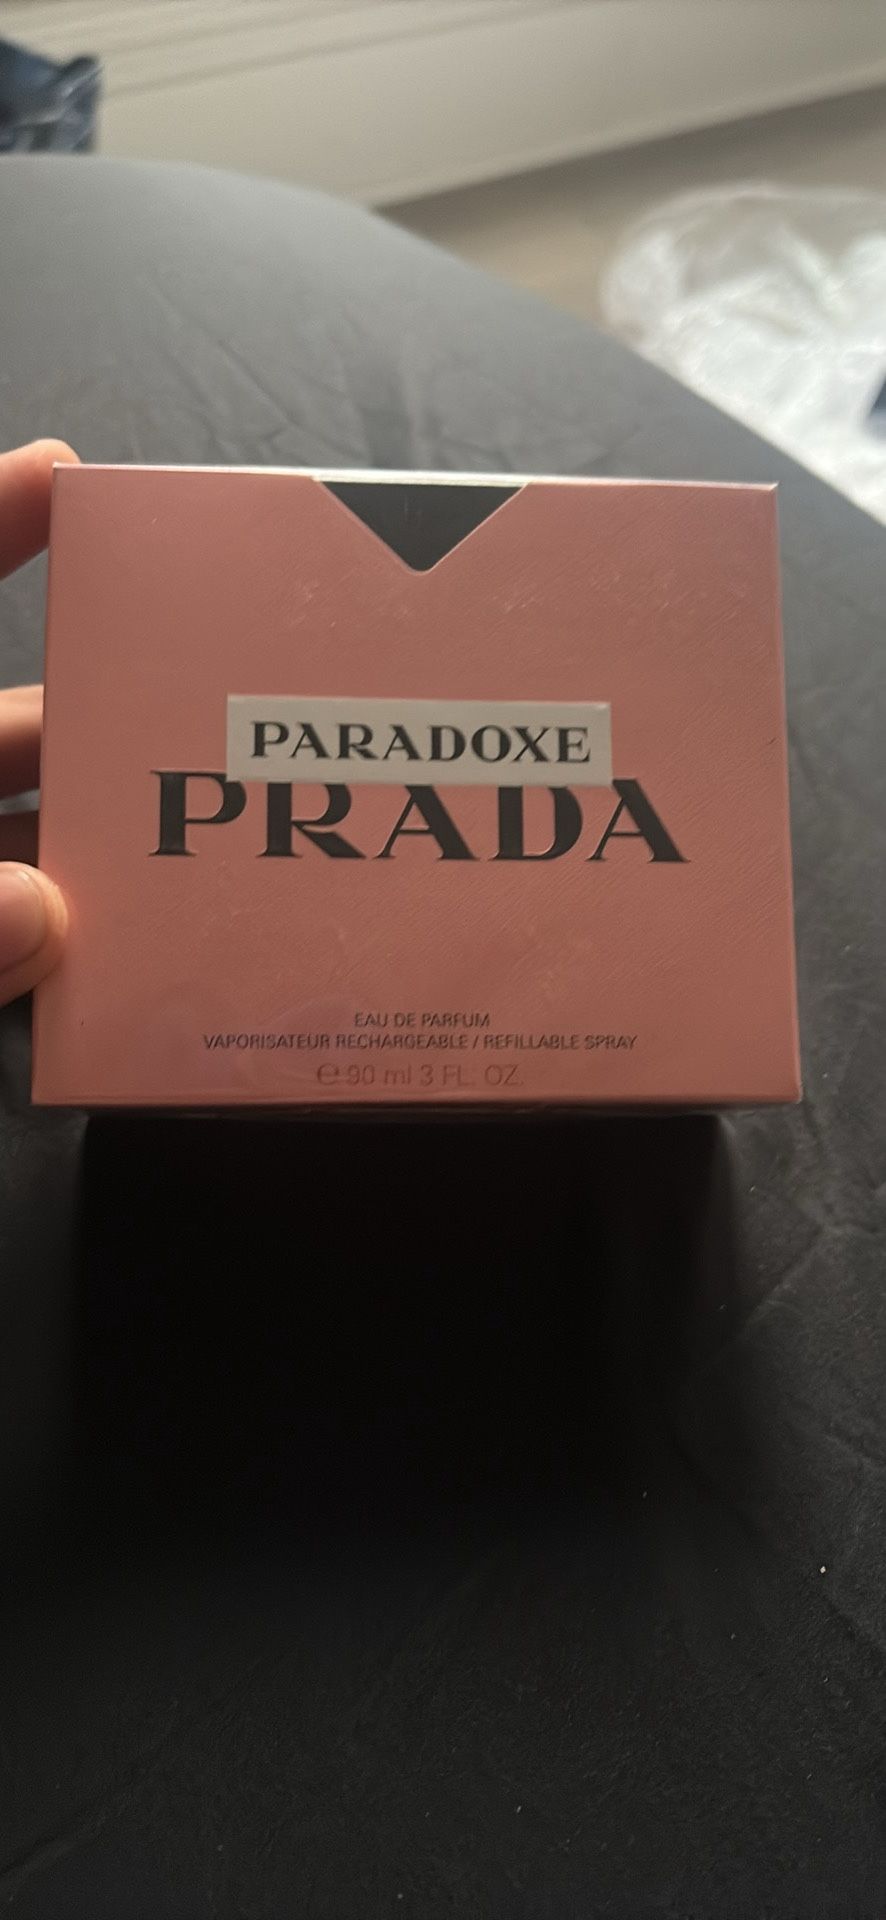 PARADOXE
PRADA
EAU DE PARFUM
VAPORISATEUR RECHARGEABLE / REFILLABLE SPRAY
℮ 90 ml 3 FL. OZ.